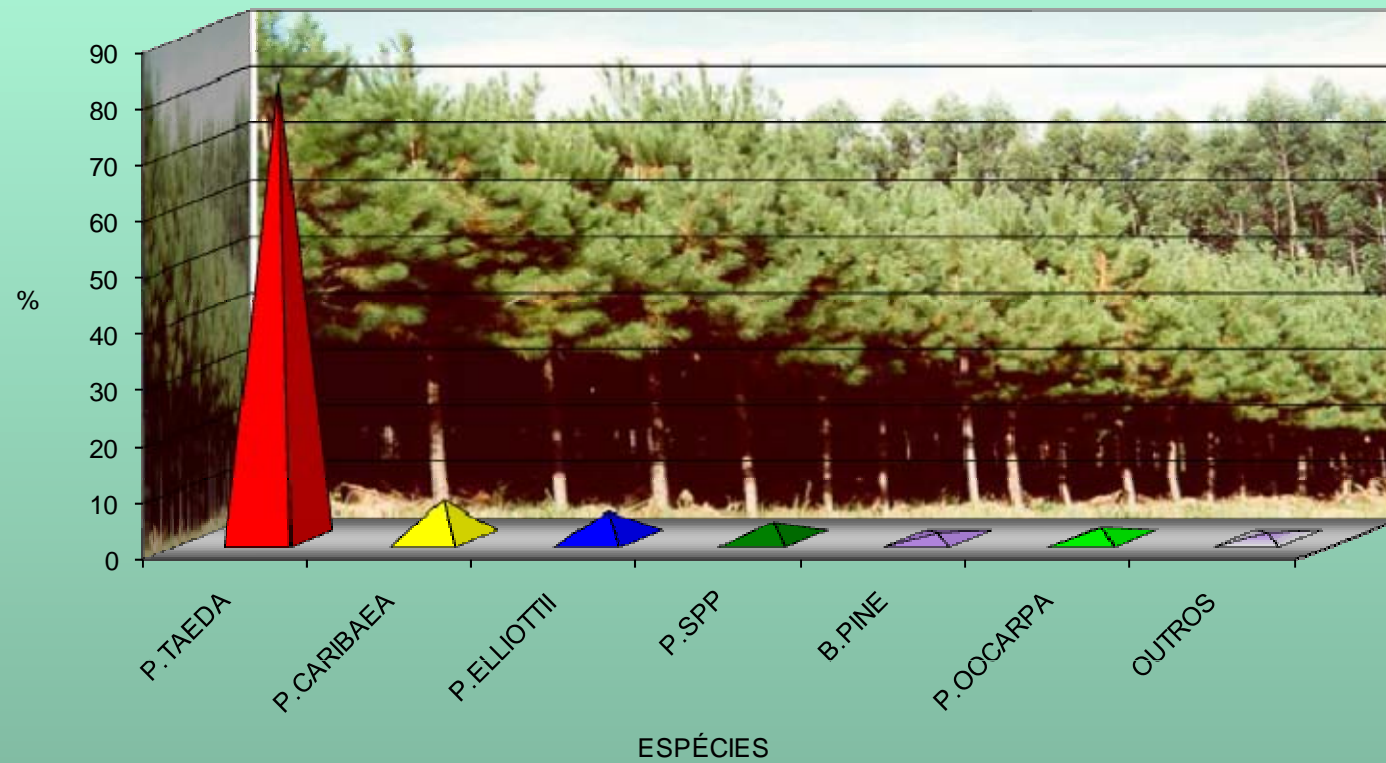 90
80
70
60
50
40
30
20
10
0
%
P.TAEDA
P.CARIBAEA
P.ELLIOTTII
P.SPP
B.PINE
P.OOCARPA
OUTROS
ESPÉCIES